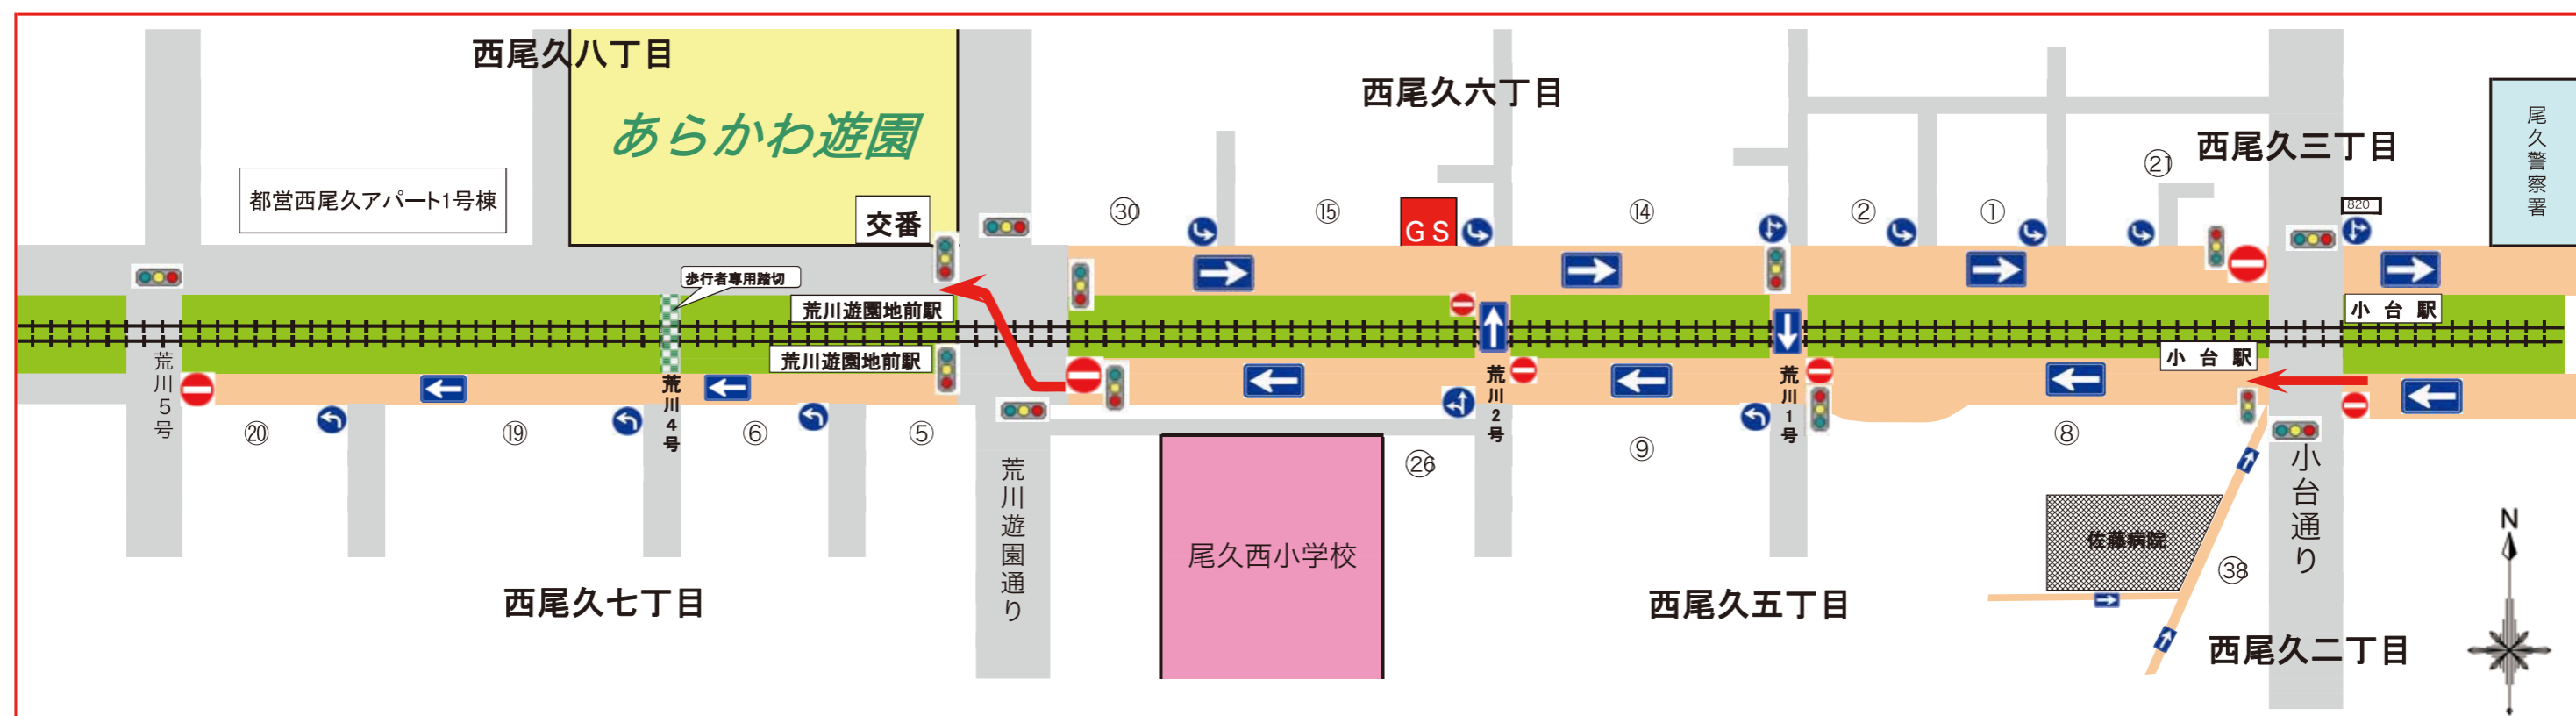 西尾久八丁目
西尾久六丁目
西尾久三丁目
尾久警察署
あらかわ遊園
都営西尾久アパート1号棟
交番
㉚
⑮
GS
⑭
②
①
㉑
820
歩行者専用踏切
荒川遊園地前駅
荒川遊園地前駅
小台駅
小台駅
荒川5号
荒川4号
荒川2号
荒川1号
⑳
⑲
⑥
⑤
㉖
⑨
⑧
㊳
荒川遊園通り
小台通り
尾久西小学校
佐藤病院
西尾久七丁目
西尾久五丁目
西尾久二丁目
N